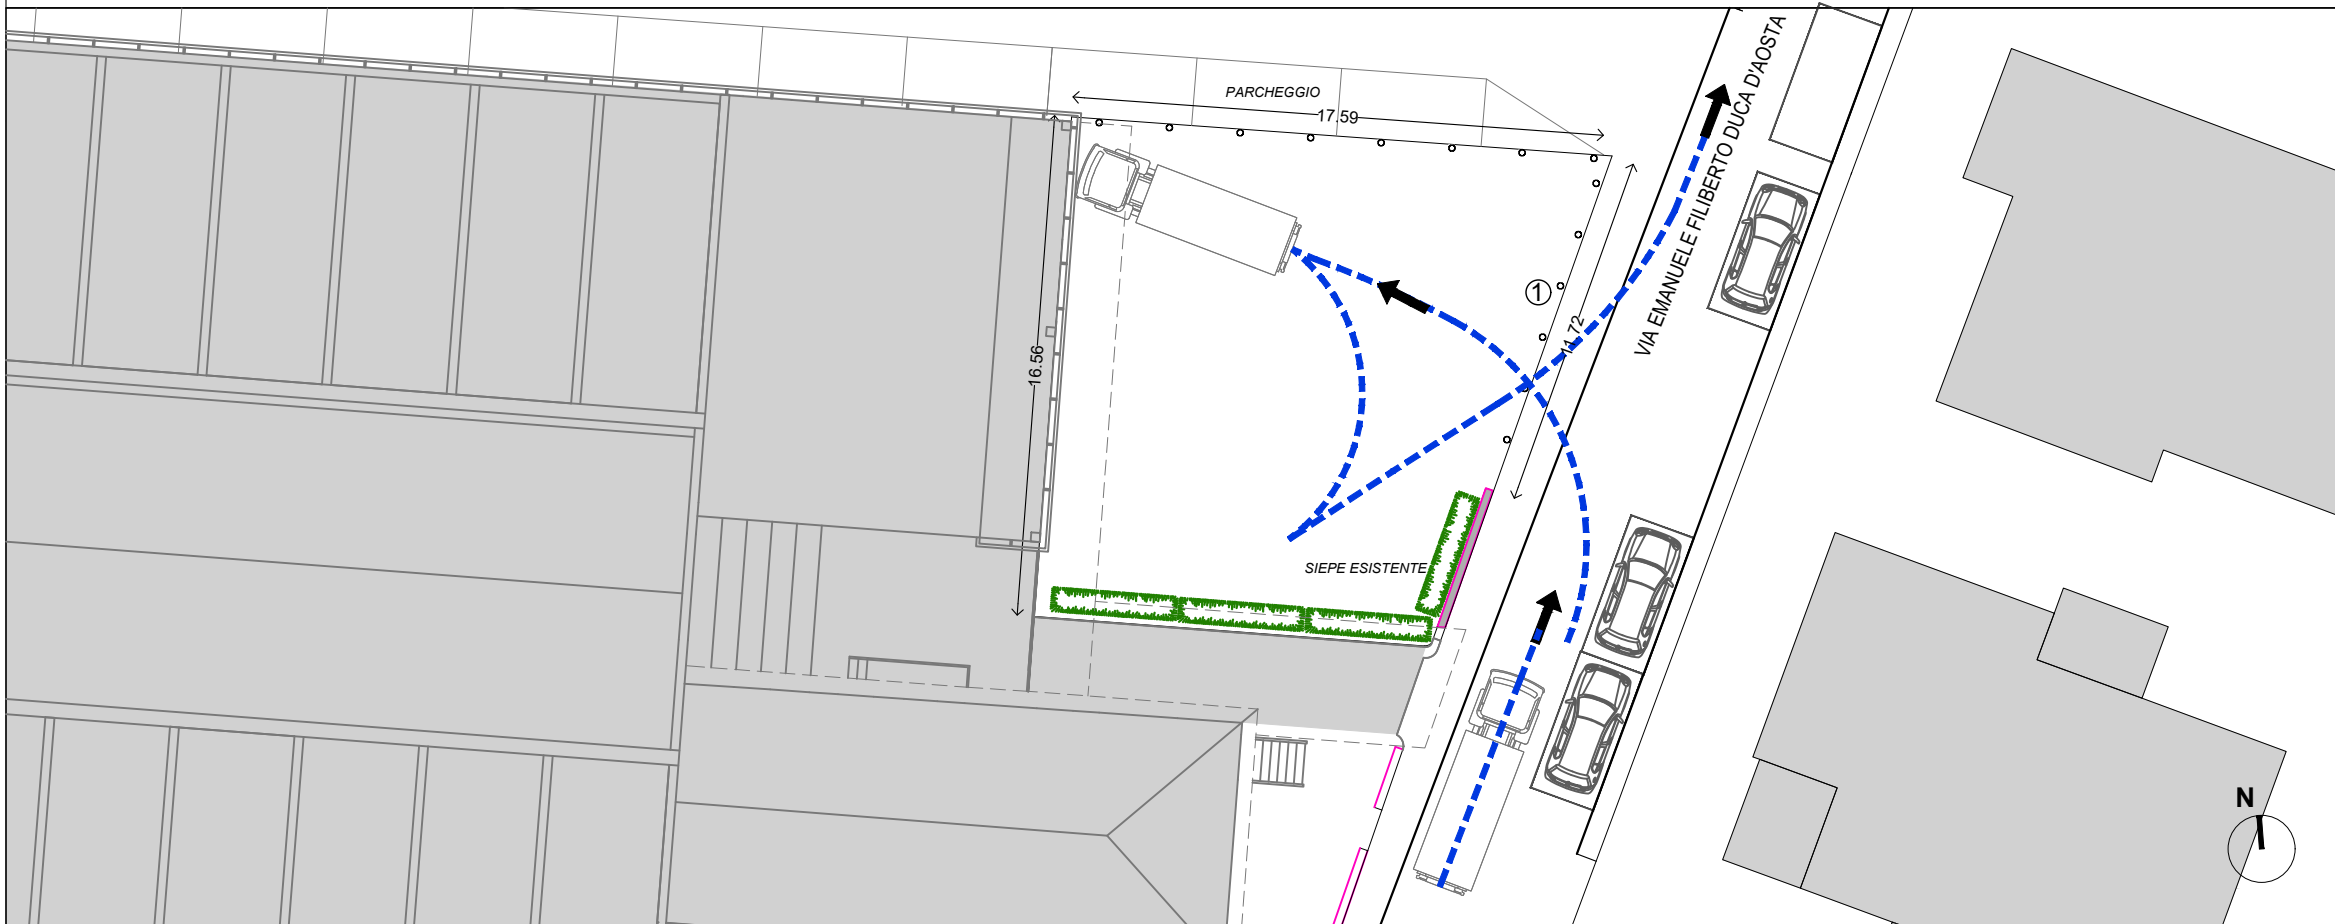 PARCHEGGIO
17.59
VIA EMANUELE FILIBERTO DUCA D'AOSTA
1
11.72
16.56
SIEPE ESISTENTE
N